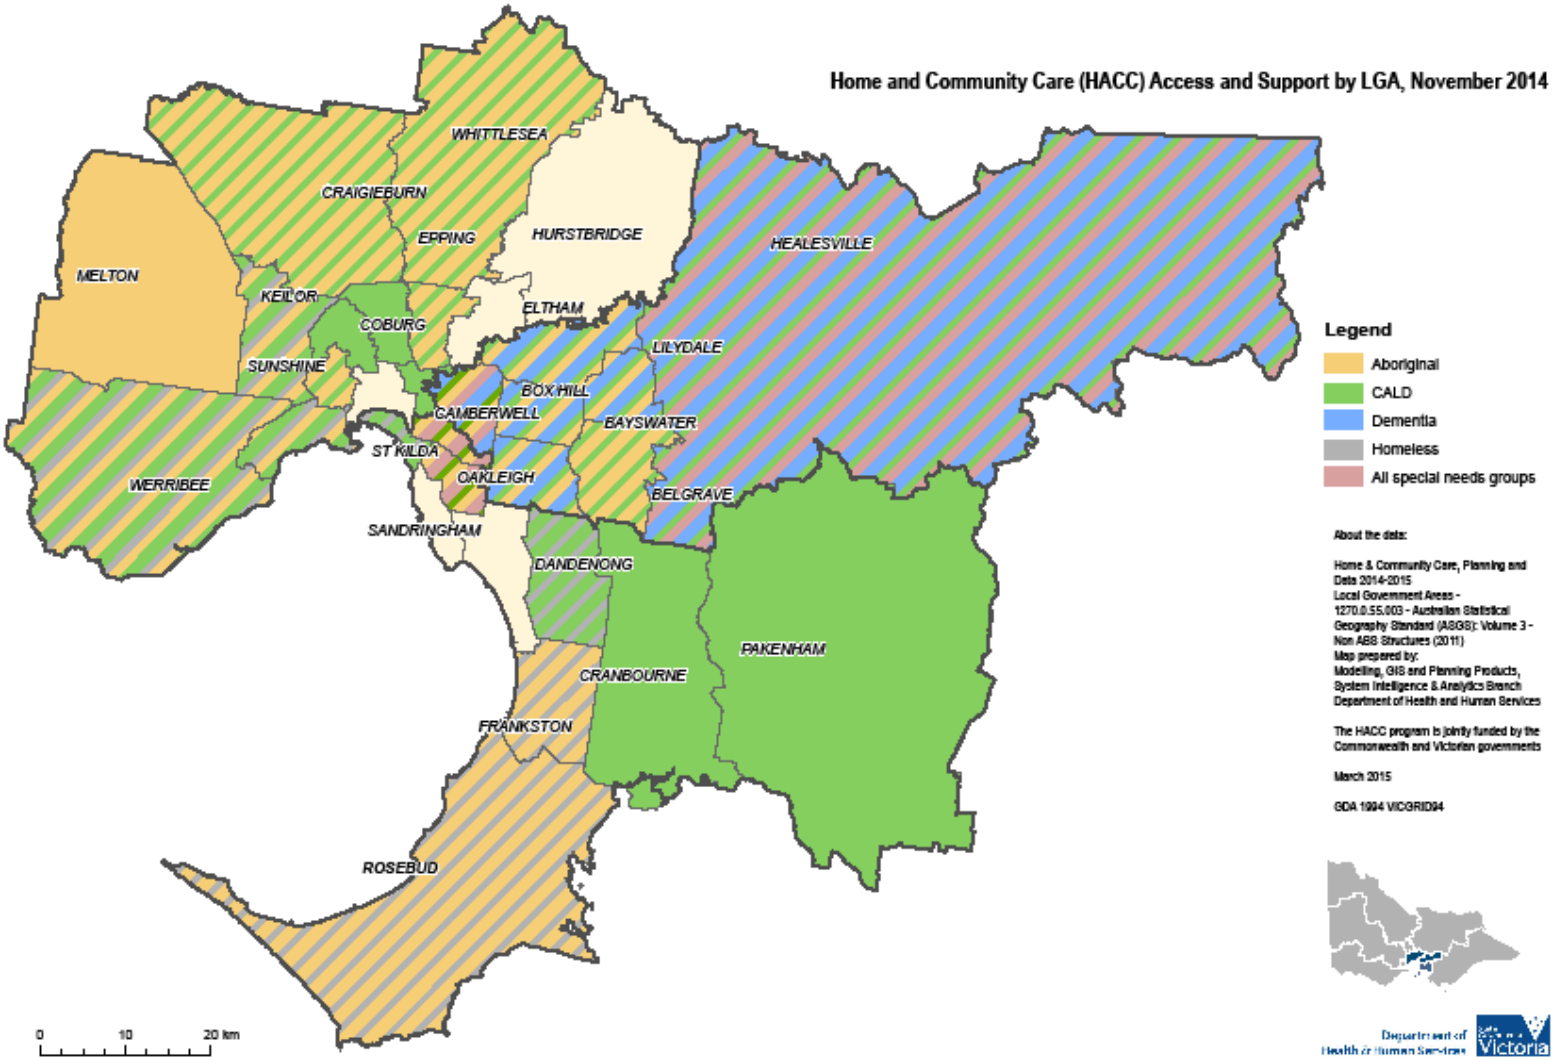 Home and Community Care (HACC) Access and Support by LGA, November 2014
WHITTLESEA
CRAIGIEBURN
EPPING
HURSTBRIDGE
HEALESVILLE
MELTON
KEILOR
ELTHAM
COBURG
LILYDALE
SUNSHINE
BOX HILL
CAMBERWELL
BAYSWATER
ST KILDA
OAKLEIGH
WERRIBEE
BELGRAVE
SANDRINGHAM
DANDENONG
PAKENHAM
CRANBOURNE
FRANKSTON
ROSEBUD
Legend
Aboriginal
CALD
Dementia
Homeless
All special needs groups
About the data:
Home & Community Care, Planning and
Data 2014-2015
Local Government Areas -
1270.0.55.003 - Australian Statistical
Geography Standard (ASGS): Volume 3 -
Non ABS Structures (2011)
Map prepared by:
Modelling, GIS and Planning Products,
System Intelligence & Analytics Branch
Department of Health and Human Services
The HACC program is jointly funded by the
Commonwealth and Victorian governments
March 2015
GDA 1994 VICGRID94
0 10 20 km
Department of
Health & Human Services
State
Government
Victoria